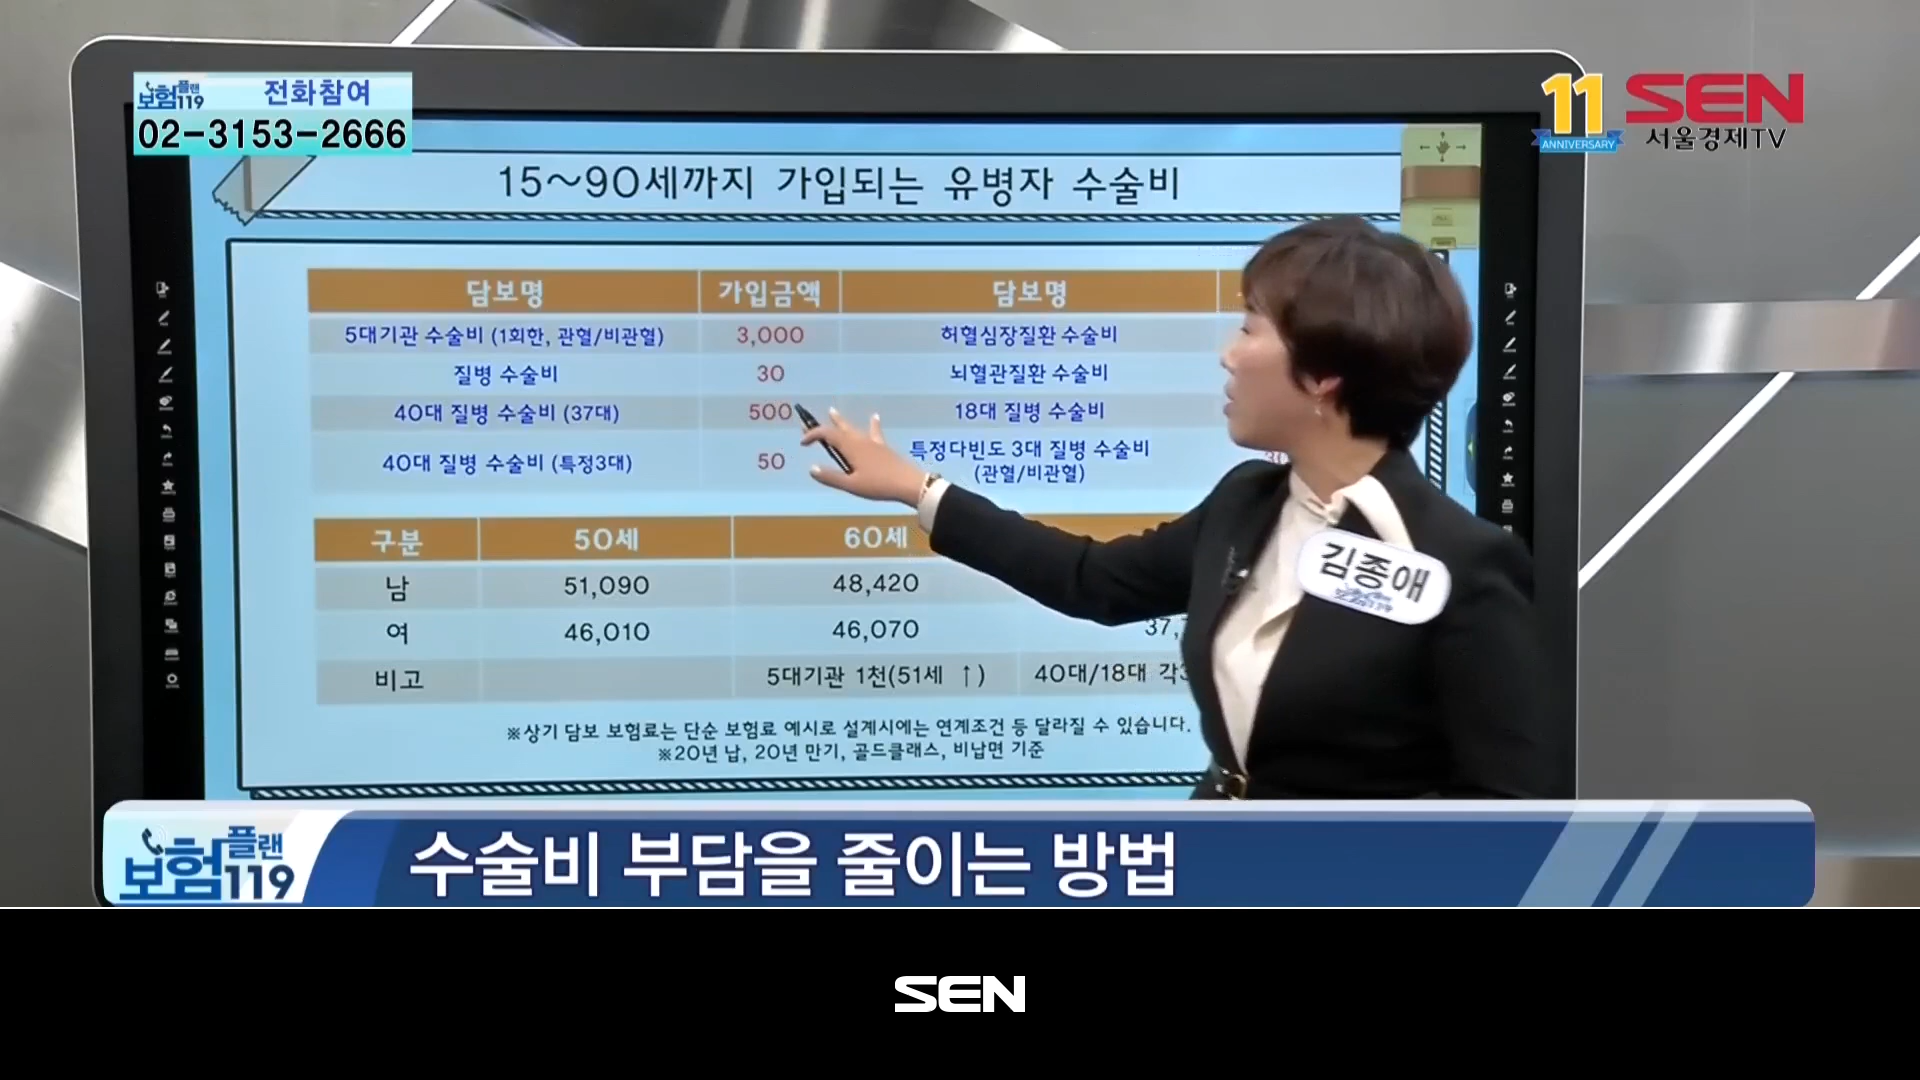 보험플랜119 전화참여
02-3153-2666
11
ANNIVERSARY
SEN
서울경제TV
15~90세까지 가입되는 유병자 수술비
담보명 가입금액 담보명
5대기관 수술비 (1회한, 관혈/비관혈) 3,000 허혈심장질환 수술비
질병 수술비 30 뇌혈관질환 수술비
40대 질병 수술비 (37대) 500 18대 질병 수술비
40대 질병 수술비 (특정3대) 50 특정다빈도 3대 질병 수술비
(관혈/비관혈)
구분 50세 60세
남 51,090 48,420
여 46,010 46,070
비고 5대기관 1천(51세 ↑) 40대/18대
※상기 담보 보험료는 단순 보험료 예시로 설계시에는 연계조건 등 달라질 수 있습니다.
※20년 납, 20년 만기, 골드클래스, 비납면 기준
김종애
보험플랜119
수술비 부담을 줄이는 방법
SEN